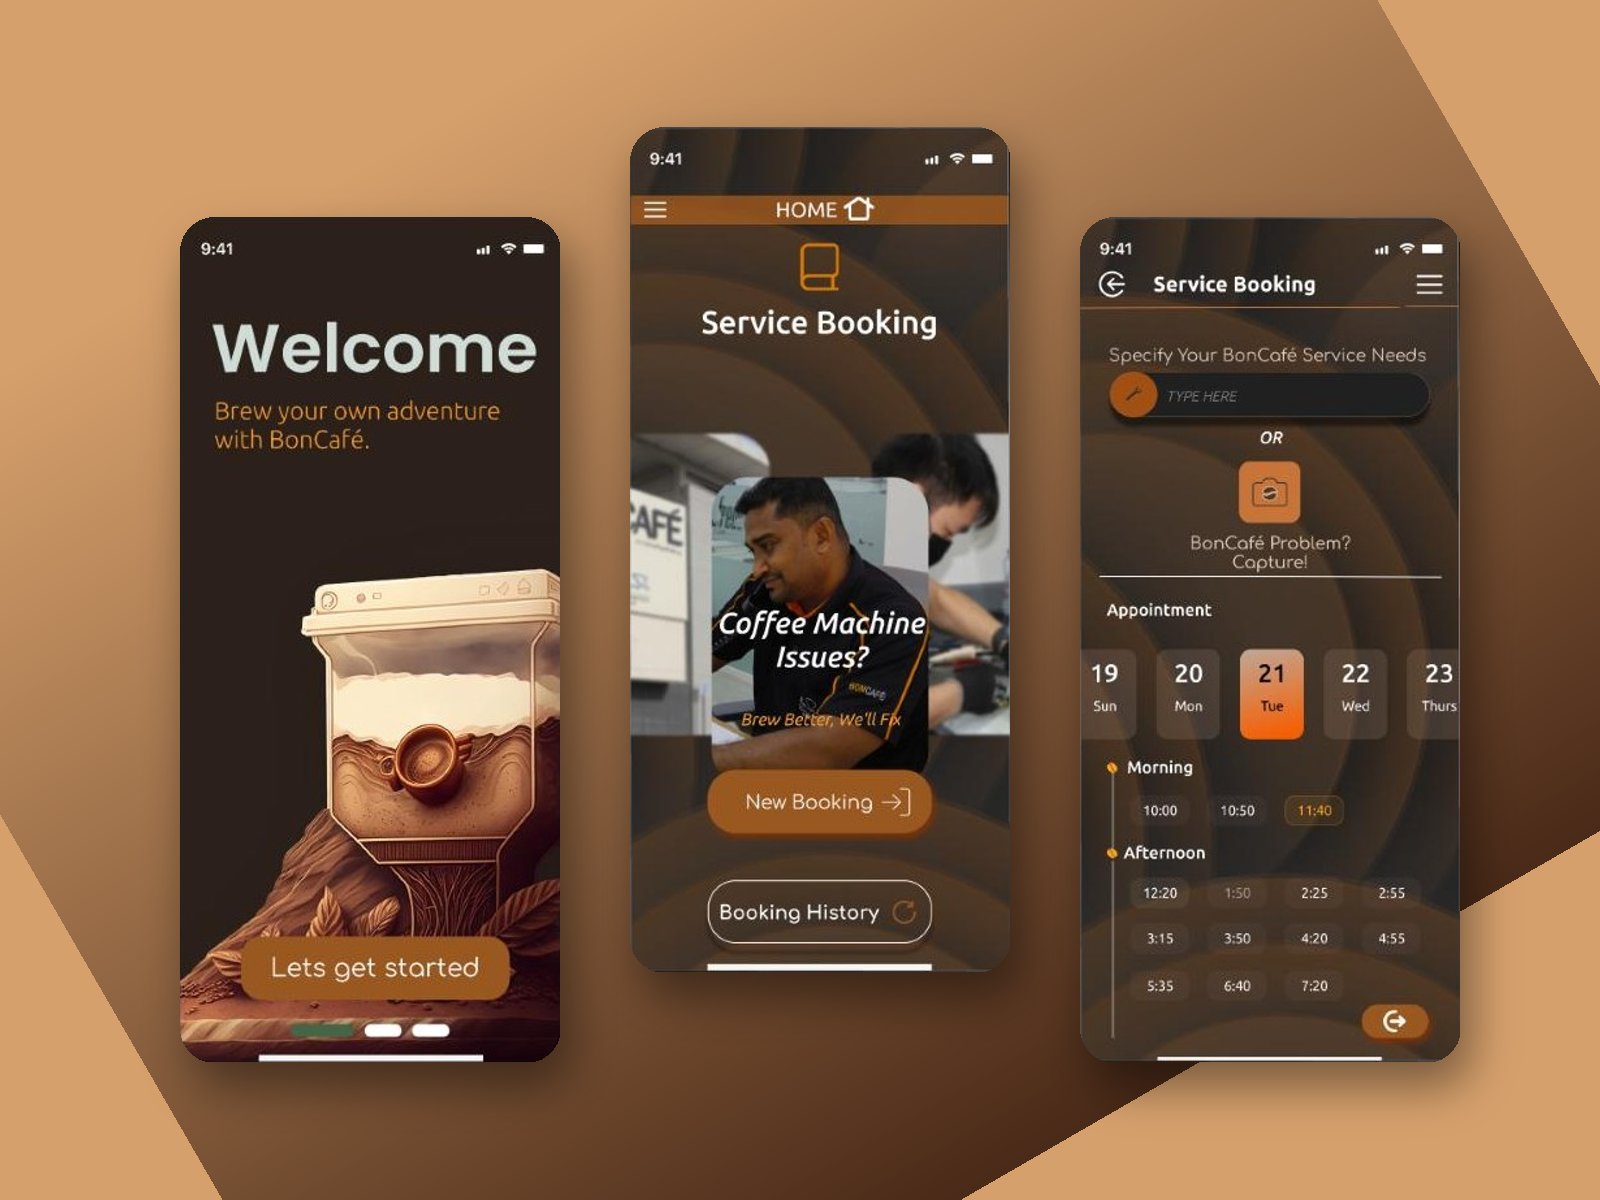 9:41
Welcome
Brew your own adventure
with BonCafé.
Lets get started
9:41
HOME
Service Booking
CAFÉ
Coffee Machine
Issues?
BONCAFÉ
Brew Better, We'll Fix
New Booking
Booking History
9:41
Service Booking
Specify Your BonCafé Service Needs
TYPE HERE
OR
BonCafé Problem?
Capture!
Appointment
19 20 21 22 23
Sun Mon Tue Wed Thurs
Morning
10:00 10:50 11:40
Afternoon
12:20 1:50 2:25 2:55
3:15 3:50 4:20 4:55
5:35 6:40 7:20